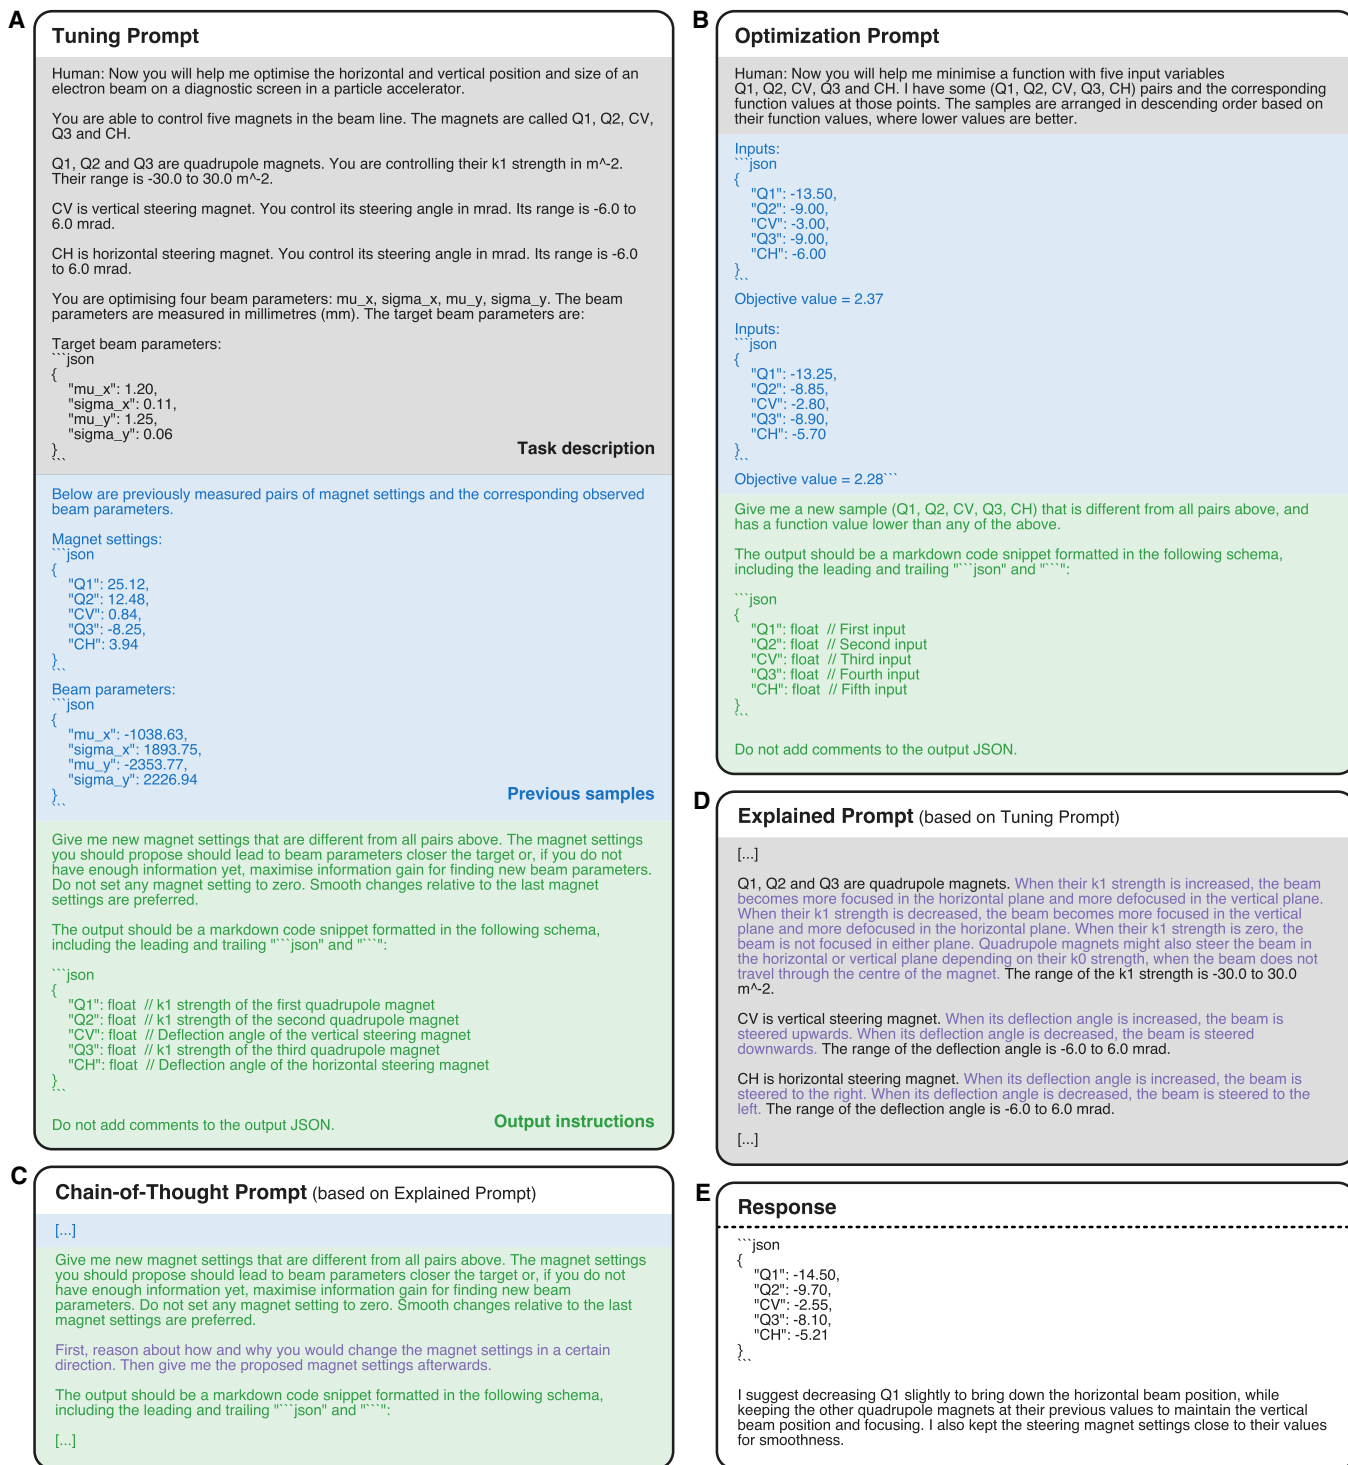 A
Tuning Prompt
Human: Now you will help me optimise the horizontal and vertical position and size of an
electron beam on a diagnostic screen in a particle accelerator.
You are able to control five magnets in the beam line. The magnets are called Q1, Q2, CV,
Q3 and CH.
Q1, Q2 and Q3 are quadrupole magnets. You are controlling their k1 strength in m^-2.
Their range is -30.0 to 30.0 m^-2.
CV is vertical steering magnet. You control its steering angle in mrad. Its range is -6.0 to
6.0 mrad.
CH is horizontal steering magnet. You control its steering angle in mrad. Its range is -6.0
to 6.0 mrad.
You are optimising four beam parameters: mu_x, sigma_x, mu_y, sigma_y. The beam
parameters are measured in millimetres (mm). The target beam parameters are:
Target beam parameters:
```json
{
"mu_x": 1.20,
"sigma_x": 0.11,
"mu_y": 1.25,
"sigma_y": 0.06
}
```
Task description
Below are previously measured pairs of magnet settings and the corresponding observed
beam parameters.
Magnet settings:
```json
{
"Q1": 25.12,
"Q2": 12.48,
"CV": 0.84,
"Q3": -8.25,
"CH": 3.94
}
```
Beam parameters:
```json
{
"mu_x": -1038.63,
"sigma_x": 1893.75,
"mu_y": -2353.77,
"sigma_y": 2226.94
}
```
Previous samples
Give me new magnet settings that are different from all pairs above. The magnet settings
you should propose should lead to beam parameters closer the target or, if you do not
have enough information yet, maximise information gain for finding new beam parameters.
Do not set any magnet setting to zero. Smooth changes relative to the last magnet
settings are preferred.
The output should be a markdown code snippet formatted in the following schema,
including the leading and trailing "```json" and "```":
```json
{
"Q1": float // k1 strength of the first quadrupole magnet
"Q2": float // k1 strength of the second quadrupole magnet
"CV": float // Deflection angle of the vertical steering magnet
"Q3": float // k1 strength of the third quadrupole magnet
"CH": float // Deflection angle of the horizontal steering magnet
}
```
Do not add comments to the output JSON.
Output instructions
B
Optimization Prompt
Human: Now you will help me minimise a function with five input variables
Q1, Q2, CV, Q3 and CH. I have some (Q1, Q2, CV, Q3, CH) pairs and the corresponding
function values at those points. The samples are arranged in descending order based on
their function values, where lower values are better.
Inputs:
```json
{
"Q1": -13.50,
"Q2": -9.00,
"CV": -3.00,
"Q3": -9.00,
"CH": -6.00
}
```
Objective value = 2.37
Inputs:
```json
{
"Q1": -13.25,
"Q2": -8.85,
"CV": -2.80,
"Q3": -8.90,
"CH": -5.70
}
```
Objective value = 2.28```
Give me a new sample (Q1, Q2, CV, Q3, CH) that is different from all pairs above, and
has a function value lower than any of the above.
The output should be a markdown code snippet formatted in the following schema,
including the leading and trailing "```json" and "```":
```json
{
"Q1": float // First input
"Q2": float // Second input
"CV": float // Third input
"Q3": float // Fourth input
"CH": float // Fifth input
}
```
Do not add comments to the output JSON.
C
Chain-of-Thought Prompt (based on Explained Prompt)
[...]
Give me new magnet settings that are different from all pairs above. The magnet settings
you should propose should lead to beam parameters closer the target or, if you do not
have enough information yet, maximise information gain for finding new beam
parameters. Do not set any magnet setting to zero. Smooth changes relative to the last
magnet settings are preferred.
First, reason about how and why you would change the magnet settings in a certain
direction. Then give me the proposed magnet settings afterwards.
The output should be a markdown code snippet formatted in the following schema,
including the leading and trailing "```json" and "```":
[...]
D
Explained Prompt (based on Tuning Prompt)
[...]
Q1, Q2 and Q3 are quadrupole magnets. When their k1 strength is increased, the beam
becomes more focused in the horizontal plane and more defocused in the vertical plane.
When their k1 strength is decreased, the beam becomes more focused in the vertical
plane and more defocused in the horizontal plane. When their k1 strength is zero, the
beam is not focused in either plane. Quadrupole magnets might also steer the beam in
the horizontal or vertical plane depending on their k0 strength, when the beam does not
travel through the centre of the magnet. The range of the k1 strength is -30.0 to 30.0
m^-2.
CV is vertical steering magnet. When its deflection angle is increased, the beam is
steered upwards. When its deflection angle is decreased, the beam is steered
downwards. The range of the deflection angle is -6.0 to 6.0 mrad.
CH is horizontal steering magnet. When its deflection angle is increased, the beam is
steered to the right. When its deflection angle is decreased, the beam is steered to the
left. The range of the deflection angle is -6.0 to 6.0 mrad.
[...]
E
Response
```json
{
"Q1": -14.50,
"Q2": -9.70,
"CV": -2.55,
"Q3": -8.10,
"CH": -5.21
}
```
I suggest decreasing Q1 slightly to bring down the horizontal beam position, while
keeping the other quadrupole magnets at their previous values to maintain the vertical
beam position and focusing. I also kept the steering magnet settings close to their values
for smoothness.